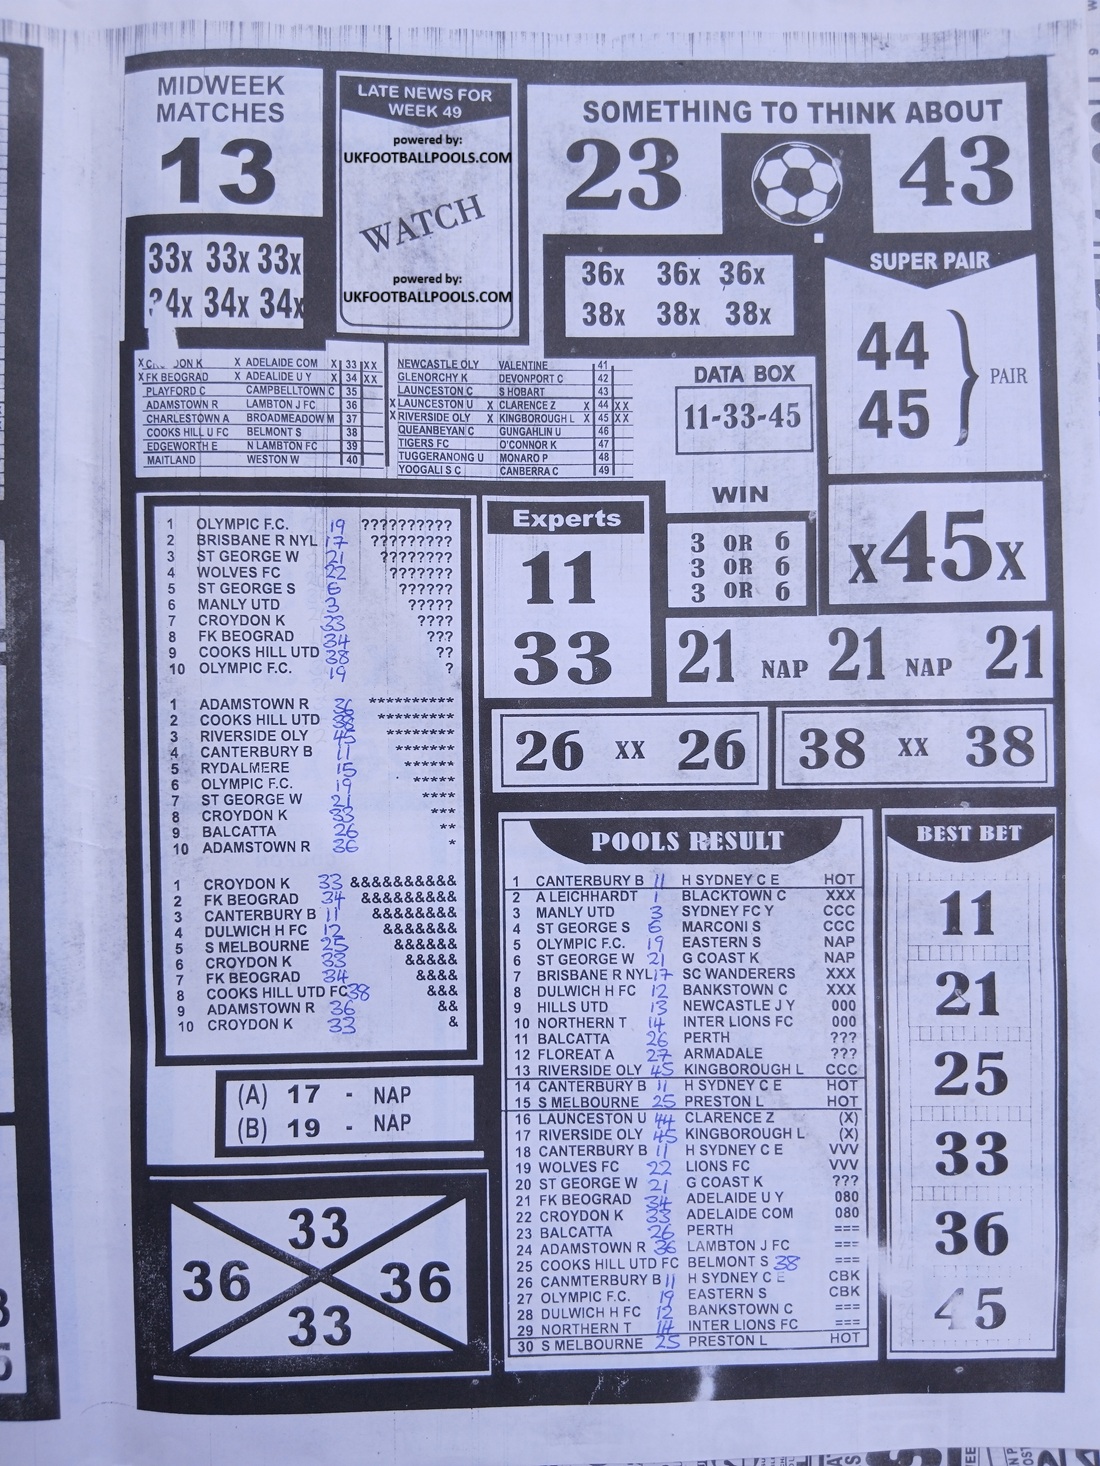 MIDWEEK
MATCHES
13
LATE NEWS FOR
WEEK 49
powered by:
UKFOOTBALLPOOLS.COM
WATCH
powered by:
UKFOOTBALLPOOLS.COM
SOMETHING TO THINK ABOUT
23 43
33x 33x 33x
34x 34x
36x 36x 36x
38x 38x 38x
SUPER PAIR
44
45
PAIR
X K X ADELAIDE COM X 33 XX
X FK BEOGRAD X ADEALIDE U Y X 34 XX
PLAYFORD C CAMPBELLTOWN C 35
ADAMSTOWN R LAMBTON J FC 36
CHARLESTOWN A BROADMEADOW M 37
COOKS HILL U FC BELMONT S 38
EDGEWORTH E N LAMBTON FC 39
MAITLAND WESTON W 40
NEWCASTLE OLY VALENTINE 41
GLENORCHY K DEVONPORT C 42
LAUNCESTON C S HOBART 43
X LAUNCESTON U X CLARENCE Z X 44 XX
X RIVERSIDE OLY X KINGBOROUGH L X 45 XX
QUEANBEYAN C GUNGAHLIN U 46
TIGERS FC O'CONNOR K 47
TUGGERANONG U MONARO P 48
YOOGALI S C CANBERRA C 49
DATA BOX
11-33-45
WIN
3 OR 6
3 OR 6
3 OR 6
x45x
1 OLYMPIC F.C. 19 ??????????
2 BRISBANE R NYL 17 ?????????
3 ST GEORGE W 21 ????????
4 WOLVES FC 22 ???????
5 ST GEORGE S 6 ??????
6 MANLY UTD 3 ?????
7 CROYDON K 33 ????
8 FK BEOGRAD 34 ???
9 COOKS HILL UTD 38 ??
10 OLYMPIC F.C. 19 ?
1 ADAMSTOWN R 36 **********
2 COOKS HILL UTD 38 *********
3 RIVERSIDE OLY 45 ********
4 CANTERBURY B 11 *******
5 RYDALMERE 15 ******
6 OLYMPIC F.C. 19 *****
7 ST GEORGE W 21 ****
8 CROYDON K 33 ***
9 BALCATTA 26 **
10 ADAMSTOWN R 36 *
1 CROYDON K 33 &&&&&&&&&&
2 FK BEOGRAD 34 &&&&&&&&&
3 CANTERBURY B 11 &&&&&&&&
4 DULWICH H FC 12 &&&&&&&
5 S MELBOURNE 25 &&&&&&
6 CROYDON K 33 &&&&&
7 FK BEOGRAD 34 &&&&
8 COOKS HILL UTD FC 38 &&&
9 ADAMSTOWN R 36 &&
10 CROYDON K 33 &
Experts
11
33
21 NAP 21 NAP 21
26 XX 26
38 XX 38
(A) 17 - NAP
(B) 19 - NAP
33
36 36
33
POOLS RESULT
1 CANTERBURY B 11 H SYDNEY C E HOT
2 A LEICHHARDT 1 BLACKTOWN C XXX
3 MANLY UTD 3 SYDNEY FC Y CCC
4 ST GEORGE S 6 MARCONI S CCC
5 OLYMPIC F.C. 19 EASTERN S NAP
6 ST GEORGE W 21 G COAST K NAP
7 BRISBANE R NYL 17 SC WANDERERS XXX
8 DULWICH H FC 12 BANKSTOWN C XXX
9 HILLS UTD 13 NEWCASTLE J Y 000
10 NORTHERN T 14 INTER LIONS FC 000
11 BALCATTA 26 PERTH ???
12 FLOREAT A 27 ARMADALE ???
13 RIVERSIDE OLY 45 KINGBOROUGH L CCC
14 CANTERBURY B 11 H SYDNEY C E HOT
15 S MELBOURNE 25 PRESTON L HOT
16 LAUNCESTON U 44 CLARENCE Z (X)
17 RIVERSIDE OLY 45 KINGBOROUGH L (X)
18 CANTERBURY B 11 H SYDNEY C E VVV
19 WOLVES FC 22 LIONS FC VVV
20 ST GEORGE W 21 G COAST K ???
21 FK BEOGRAD 34 ADELAIDE U Y 080
22 CROYDON K 33 ADELAIDE COM 080
23 BALCATTA 26 PERTH ===
24 ADAMSTOWN R 36 LAMBTON J FC ===
25 COOKS HILL UTD FC BELMONT S 38 ===
26 CANMTERBURY B 11 H SYDNEY C E CBK
27 OLYMPIC F.C. 19 EASTERN S CBK
28 DULWICH H FC 12 BANKSTOWN C ===
29 NORTHERN T 14 INTER LIONS FC ===
30 S MELBOURNE 25 PRESTON L HOT
BEST BET
11
21
25
33
36
45